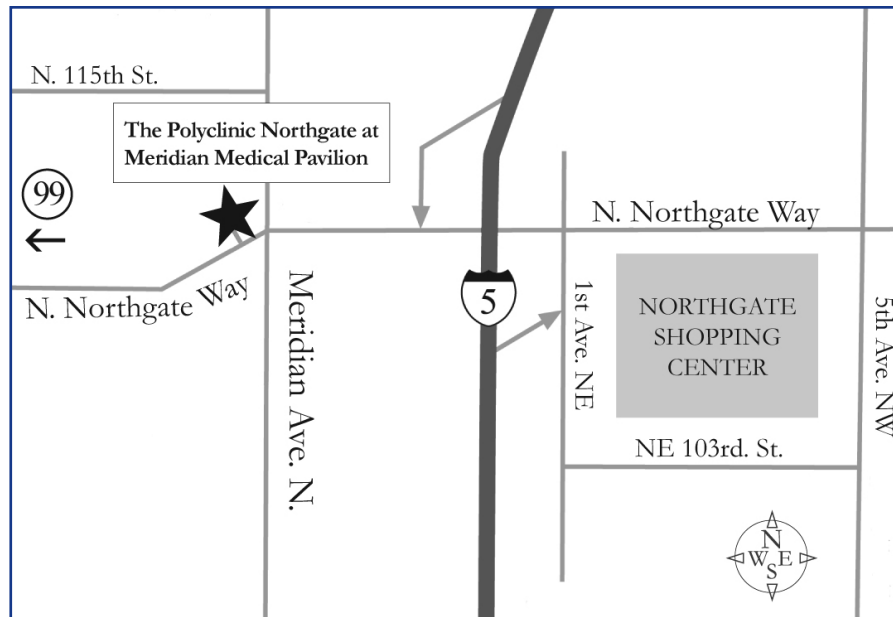 N. 115th St.
The Polyclinic Northgate at
Meridian Medical Pavilion
99
N. Northgate Way
N. Northgate Way
Meridian Ave. N.
5
1st Ave. NE
NORTHGATE
SHOPPING
CENTER
5th Ave. NW
NE 103rd. St.
N
W E
S